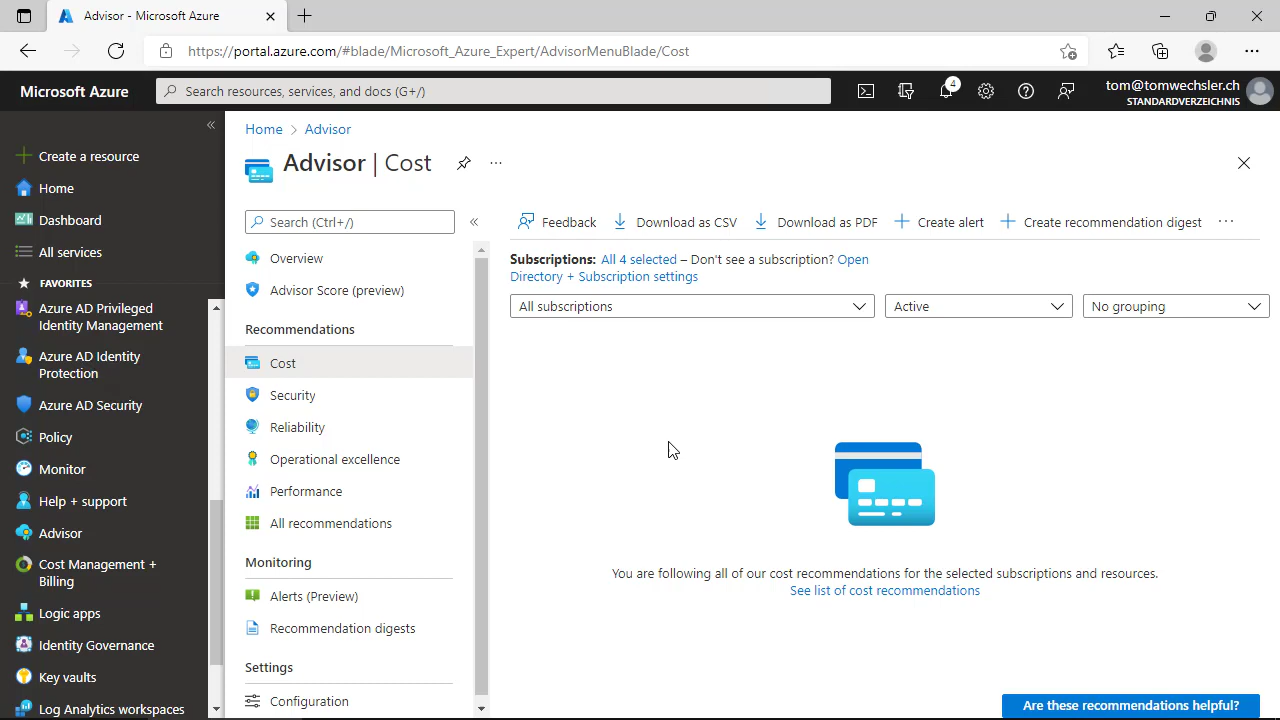 Advisor - Microsoft Azure
https://portal.azure.com/#blade/Microsoft_Azure_Expert/AdvisorMenuBlade/Cost
Microsoft Azure
Search resources, services, and docs (G+/)
4
tom@tomwechsler.ch
STANDARDVERZEICHNIS
Create a resource
Home
Dashboard
All services
FAVORITES
Azure AD Privileged
Identity Management
Azure AD Identity
Protection
Azure AD Security
Policy
Monitor
Help + support
Advisor
Cost Management +
Billing
Logic apps
Identity Governance
Key vaults
Log Analytics workspaces
Home > Advisor
Advisor | Cost
Search (Ctrl+/)
Overview
Advisor Score (preview)
Recommendations
Cost
Security
Reliability
Operational excellence
Performance
All recommendations
Monitoring
Alerts (Preview)
Recommendation digests
Settings
Configuration
Feedback
Download as CSV
Download as PDF
Create alert
Create recommendation digest
Subscriptions: All 4 selected – Don't see a subscription? Open
Directory + Subscription settings
All subscriptions
Active
No grouping
You are following all of our cost recommendations for the selected subscriptions and resources.
See list of cost recommendations
Are these recommendations helpful?